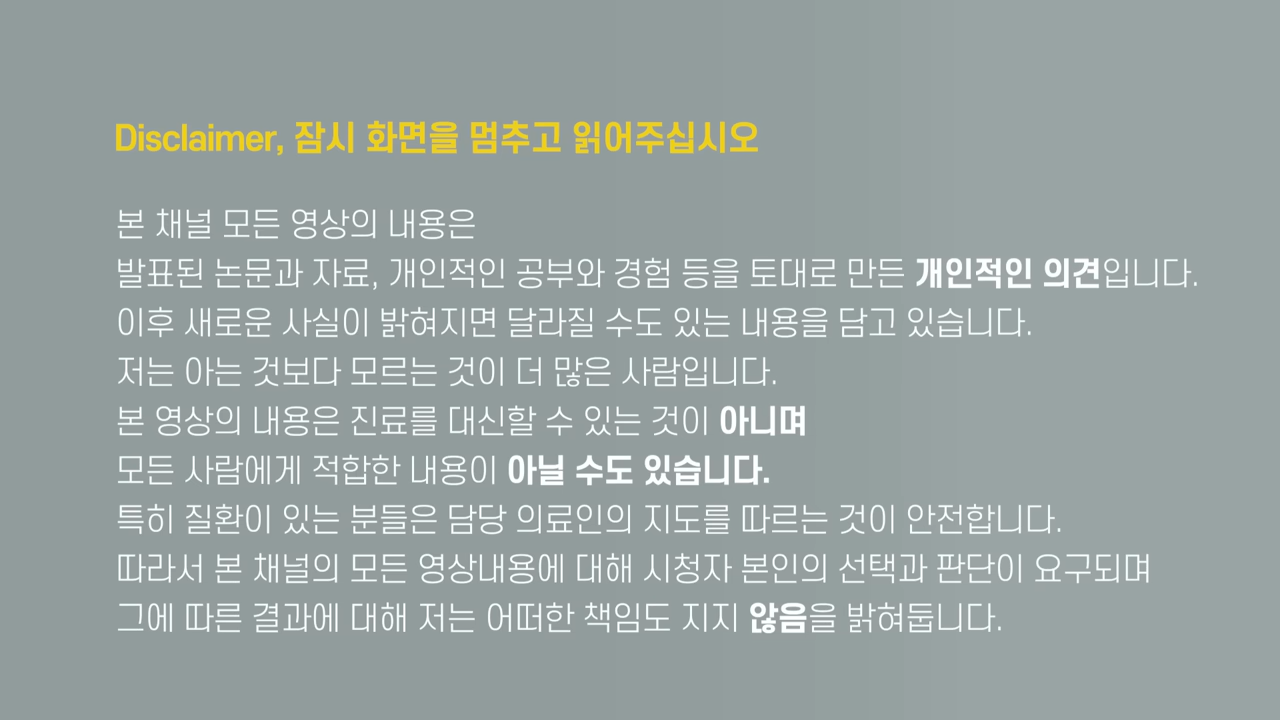 Disclaimer, 잠시 화면을 멈추고 읽어주십시오
본 채널 모든 영상의 내용은
발표된 논문과 자료, 개인적인 공부와 경험 등을 토대로 만든 개인적인 의견입니다.
이후 새로운 사실이 밝혀지면 달라질 수도 있는 내용을 담고 있습니다.
저는 아는 것보다 모르는 것이 더 많은 사람입니다.
본 영상의 내용은 진료를 대신할 수 있는 것이 아니며
모든 사람에게 적합한 내용이 아닐 수도 있습니다.
특히 질환이 있는 분들은 담당 의료인의 지도를 따르는 것이 안전합니다.
따라서 본 채널의 모든 영상내용에 대해 시청자 본인의 선택과 판단이 요구되며
그에 따른 결과에 대해 저는 어떠한 책임도 지지 않음을 밝혀둡니다.